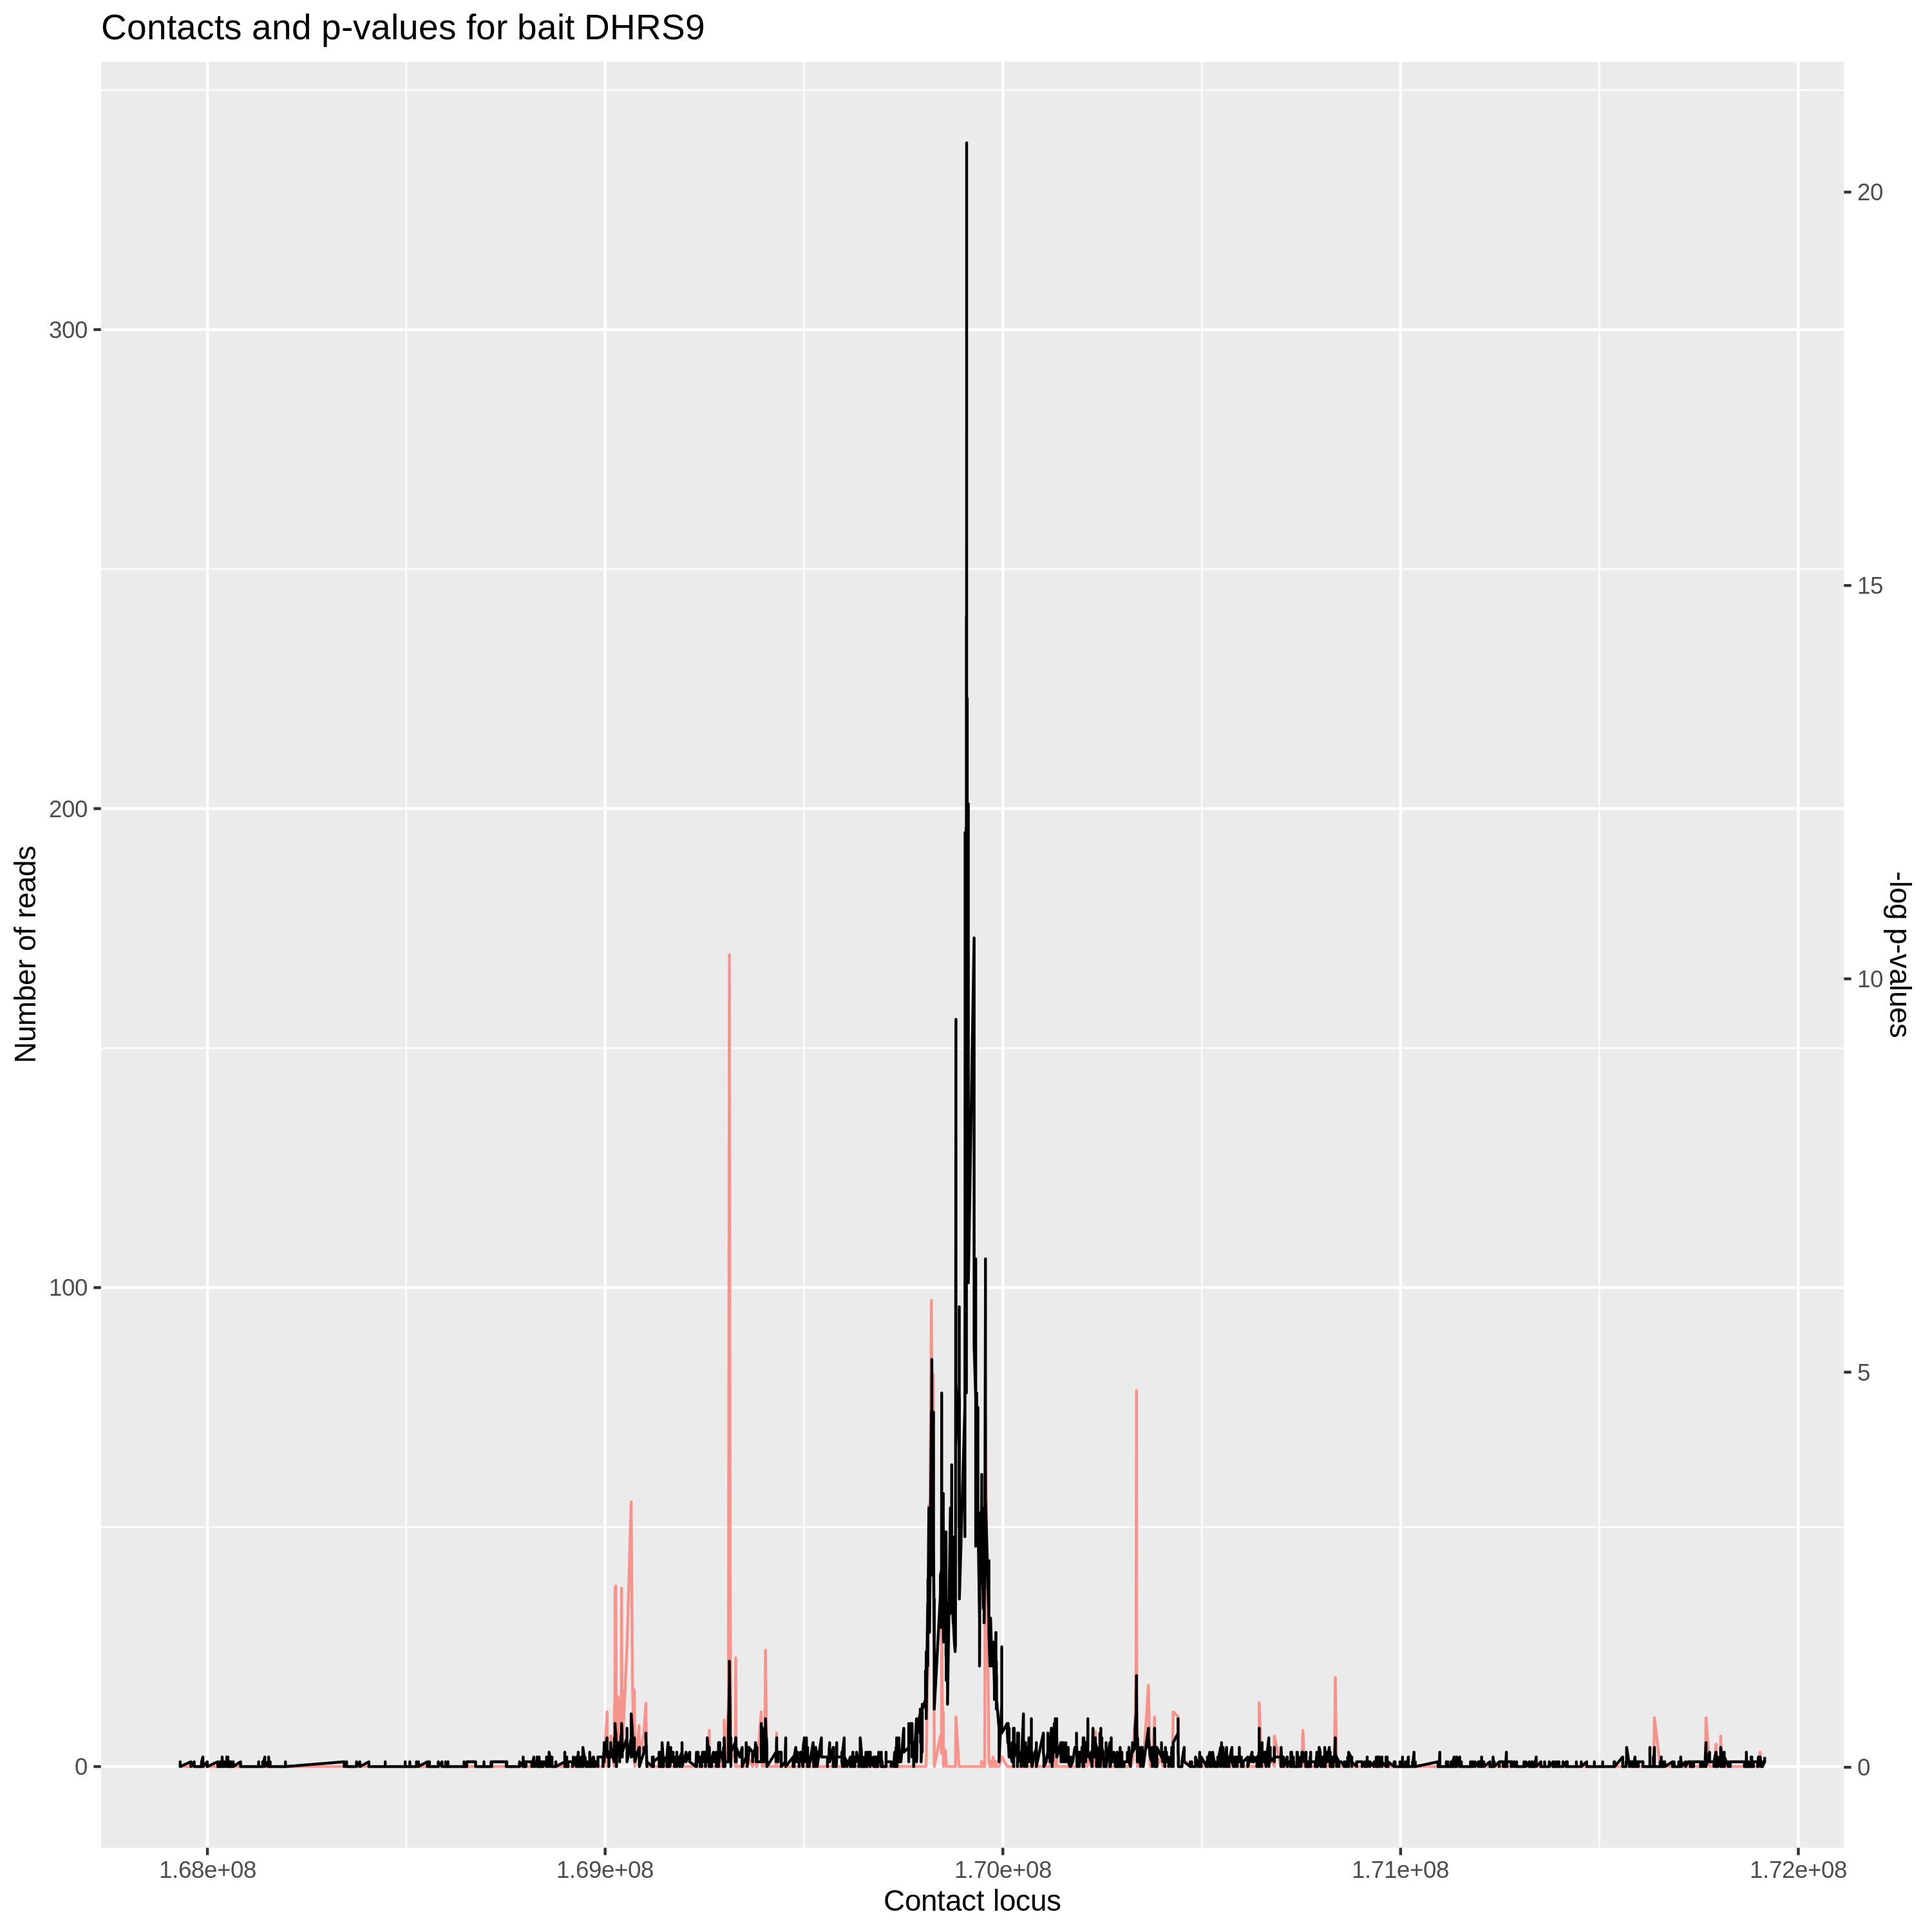 Contacts and p-values for bait DHRS9
Number of reads
300
200
100
0
20
15
10
5
0
-log p-values
1.68e+08 1.69e+08 1.70e+08 1.71e+08 1.72e+08
Contact locus